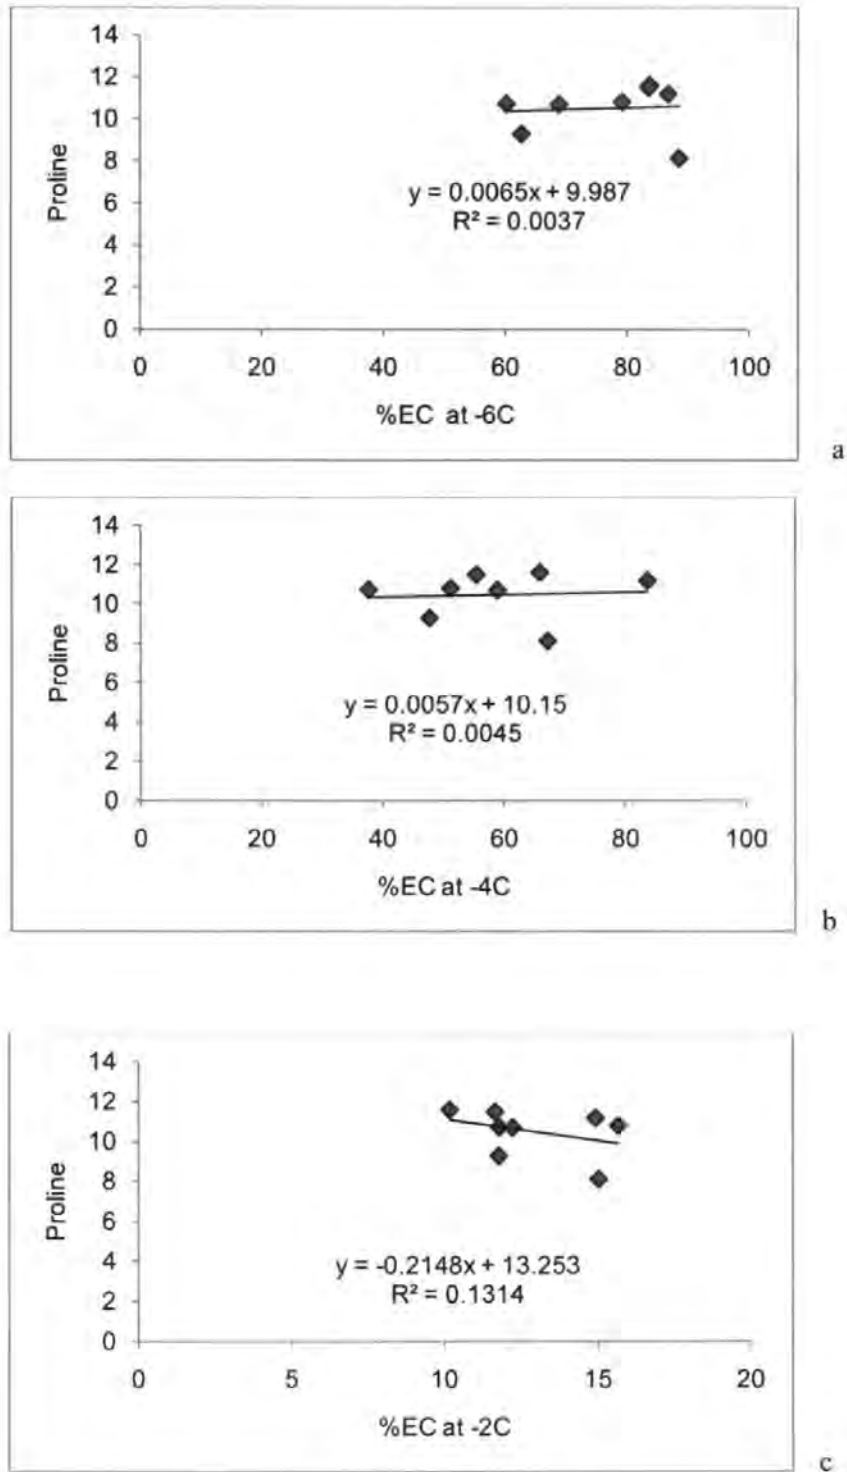 14
12
10
8
6
4
2
0
Proline
y = 0.0065x + 9.987
R² = 0.0037
0 20 40 60 80 100
%EC at -6C
a
14
12
10
8
6
4
2
0
Proline
y = 0.0057x + 10.15
R² = 0.0045
0 20 40 60 80 100
%EC at -4C
b
14
12
10
8
6
4
2
0
Proline
y = -0.2148x + 13.253
R² = 0.1314
0 5 10 15 20
%EC at -2C
c